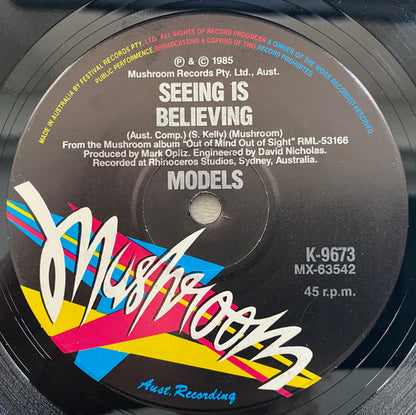 MADE IN AUSTRALIA BY FESTIVAL RECORDS PTY. LTD. ALL RIGHTS OF RECORD PRODUCER & OWNER OF THE WORK RECORDED RESERVED
PUBLIC PERFORMENCE, BROADCASTING & COPYING OF THIS RECORD PROHIBITED
℗ & © 1985
Mushroom Records Pty. Ltd., Aust.
SEEING IS
BELIEVING
(Aust. Comp.) (S. Kelly) (Mushroom)
From the Mushroom album "Out of Mind Out of Sight" RML-53166
Produced by Mark Opitz. Engineered by David Nicholas.
Recorded at Rhinoceros Studios, Sydney, Australia.
MODELS
K-9673
MX-63542
45 r.p.m.
Mushroom
Aust. Recording